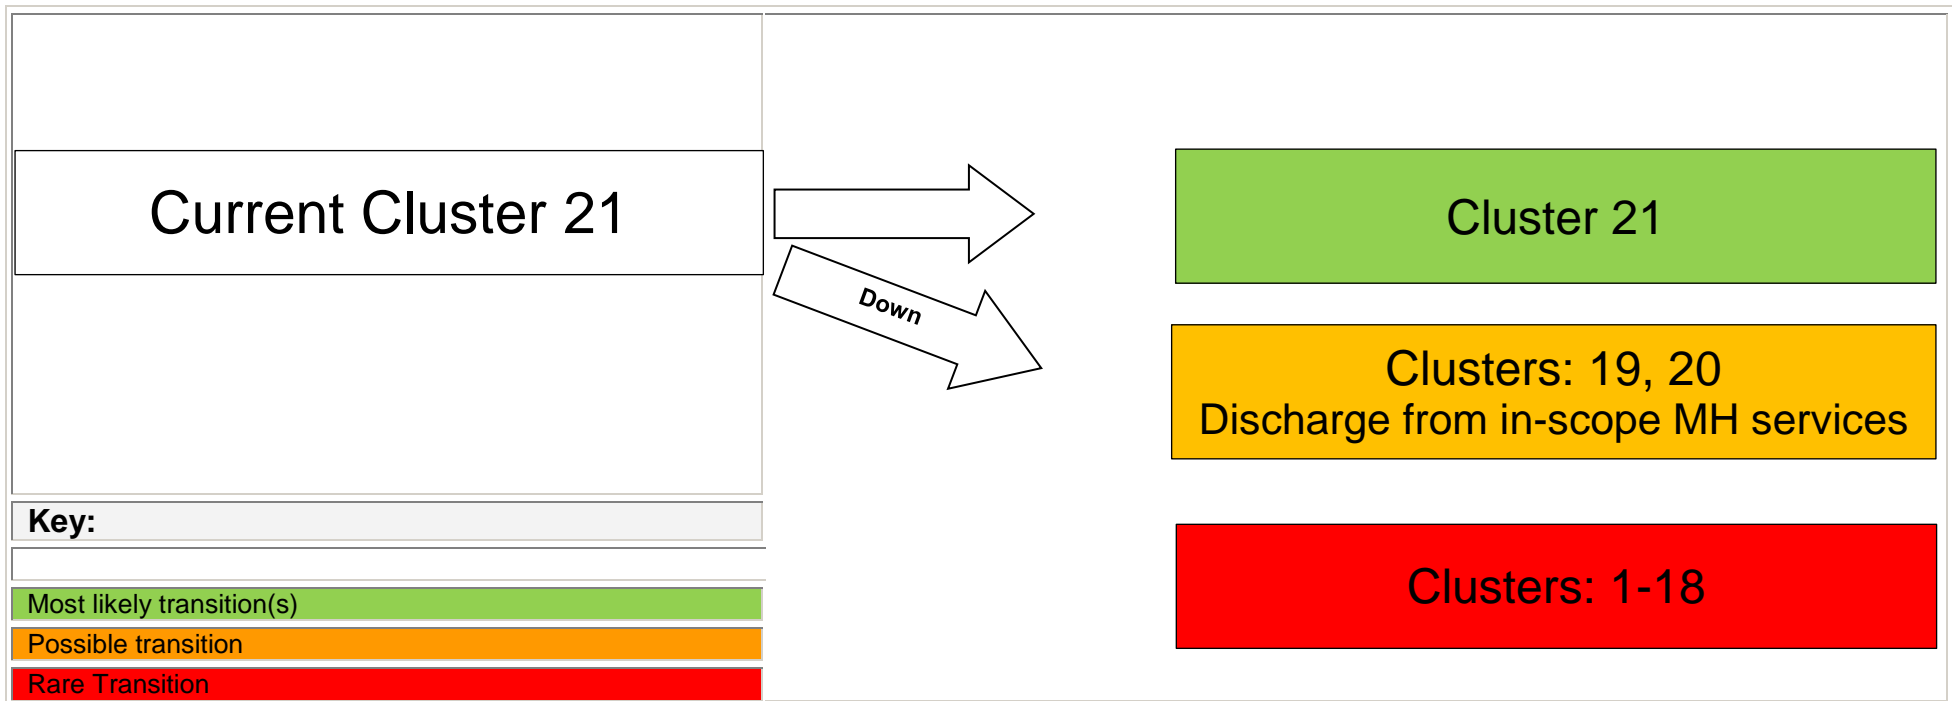 Current Cluster 21
Down
Cluster 21
Clusters: 19, 20
Discharge from in-scope MH services
Clusters: 1-18
Key:
Most likely transition(s)
Possible transition
Rare Transition